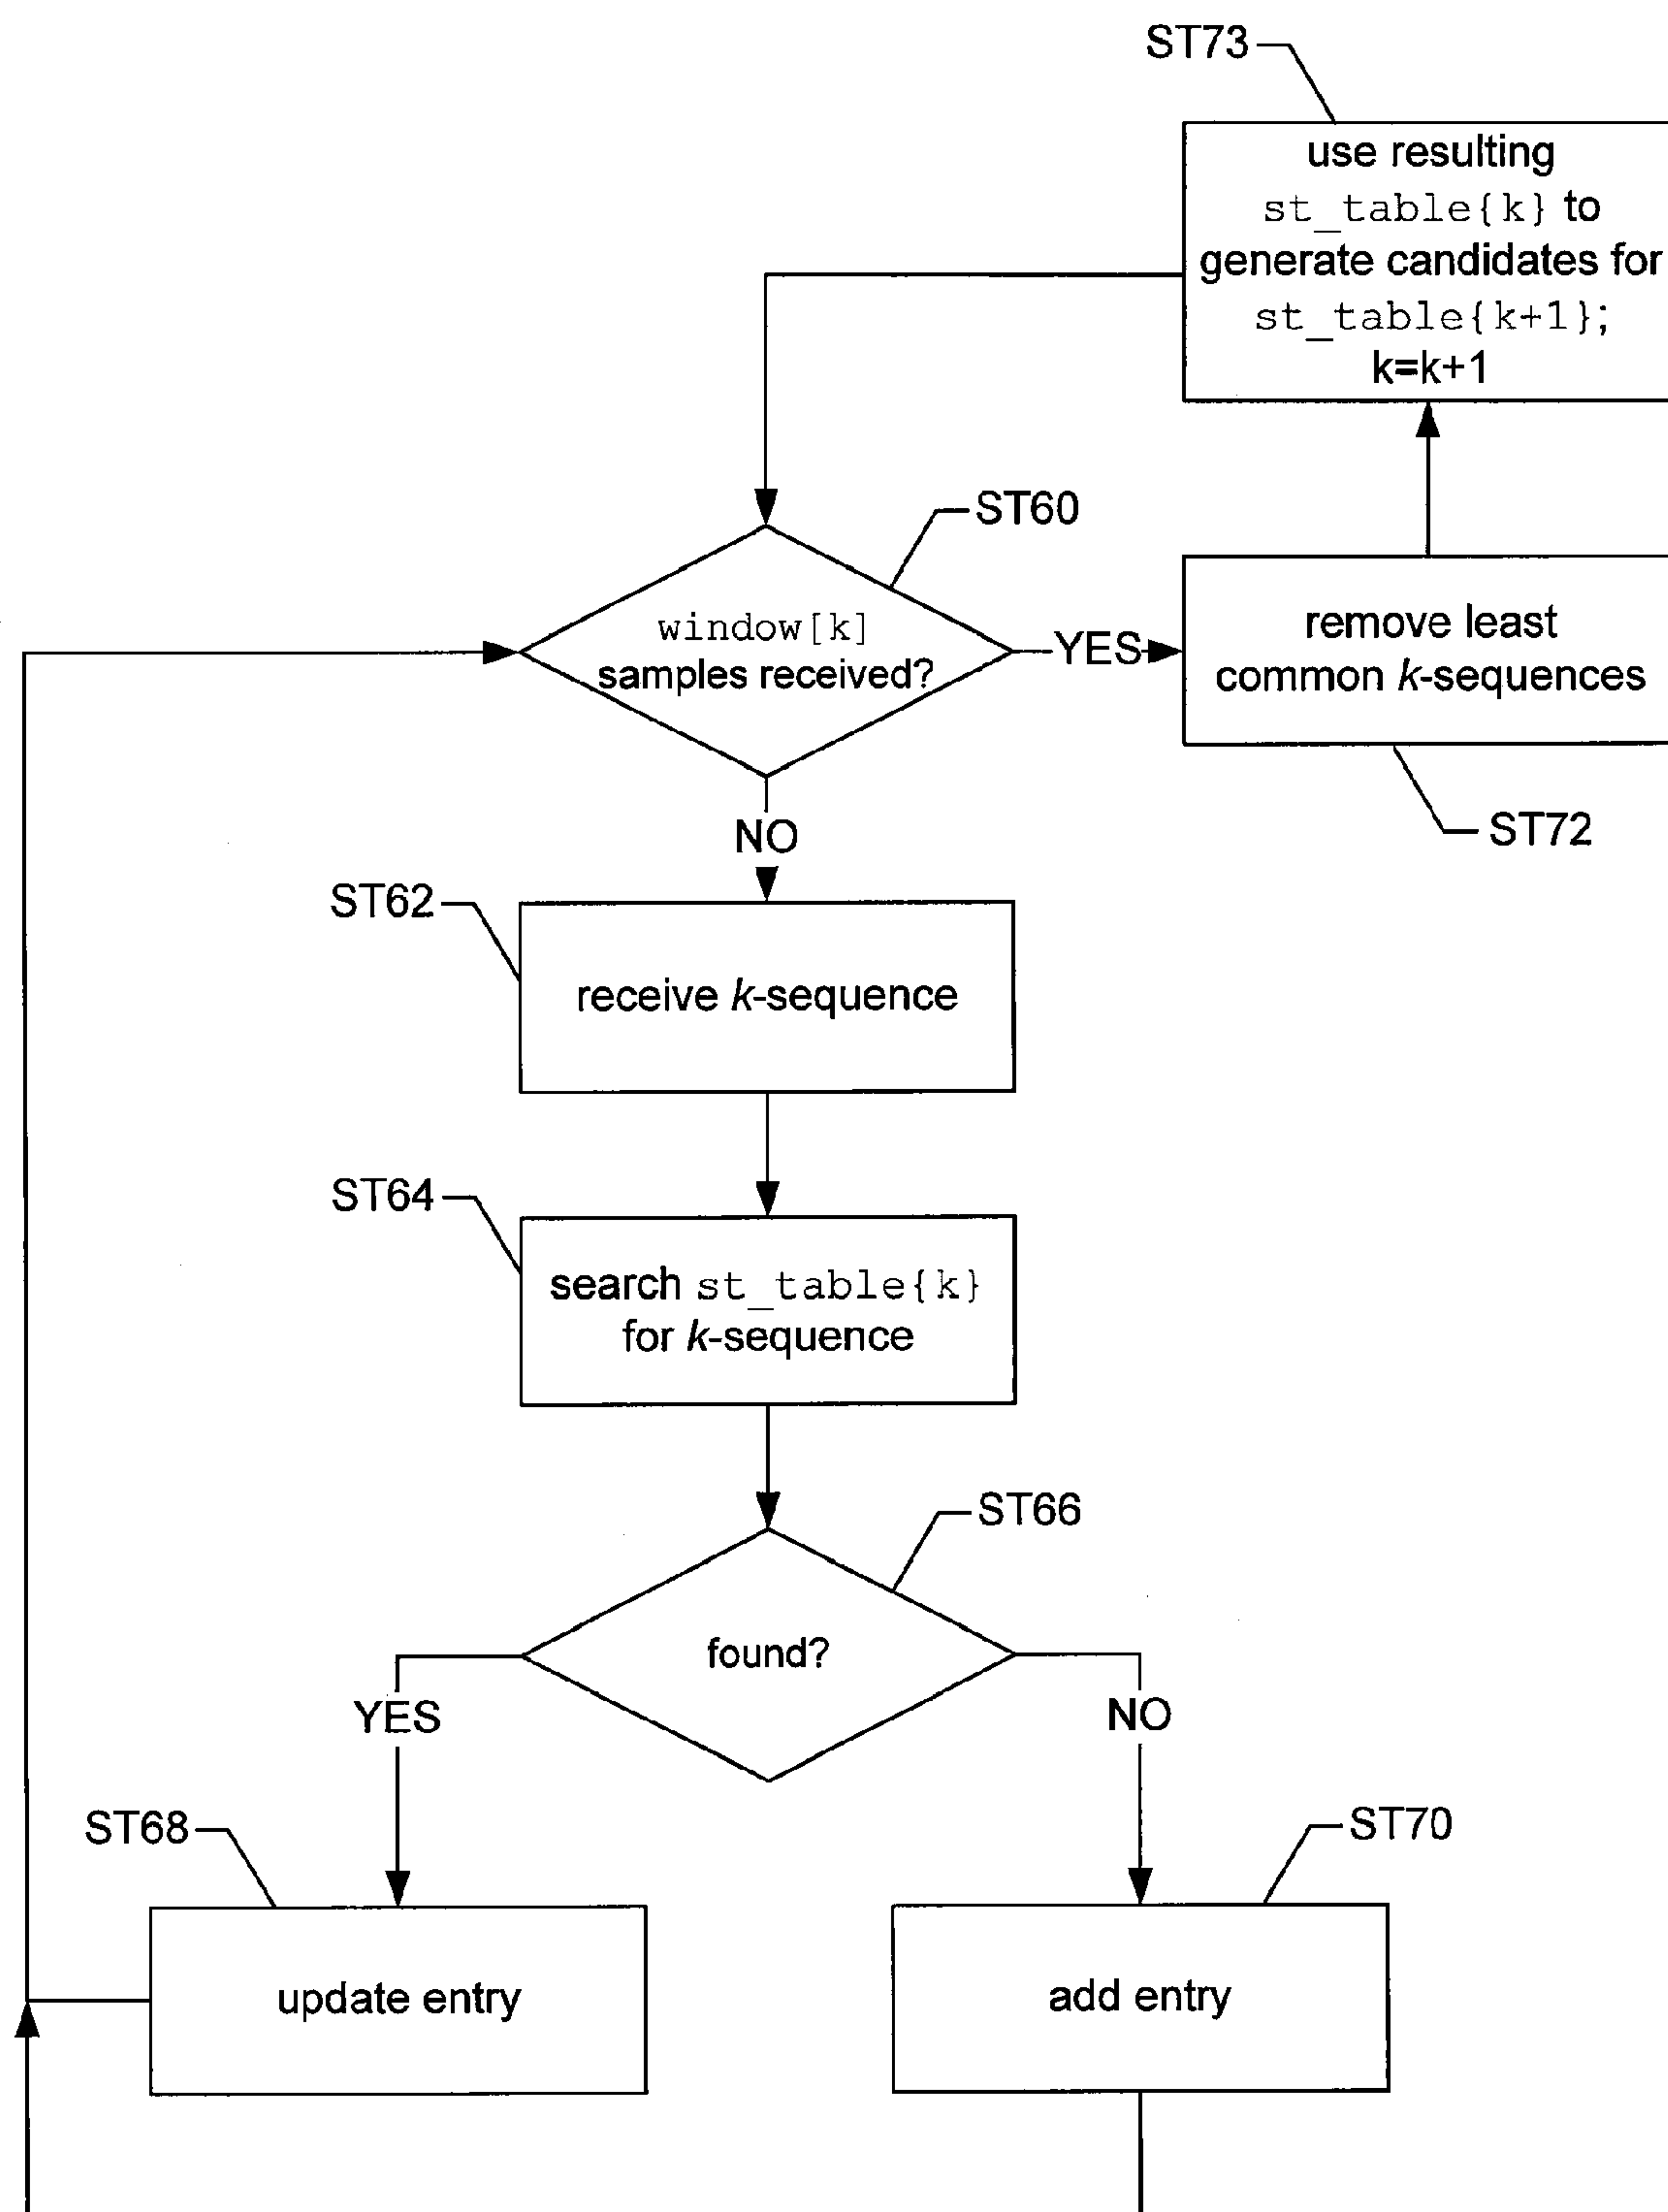 ST73
use resulting
st_table{k} to
generate candidates for
st_table{k+1};
k=k+1
ST60
window[k]
samples received?
YES
remove least
common k-sequences
ST72
NO
ST62
receive k-sequence
ST64
search st_table{k}
for k-sequence
ST66
found?
YES
NO
ST68
ST70
update entry
add entry